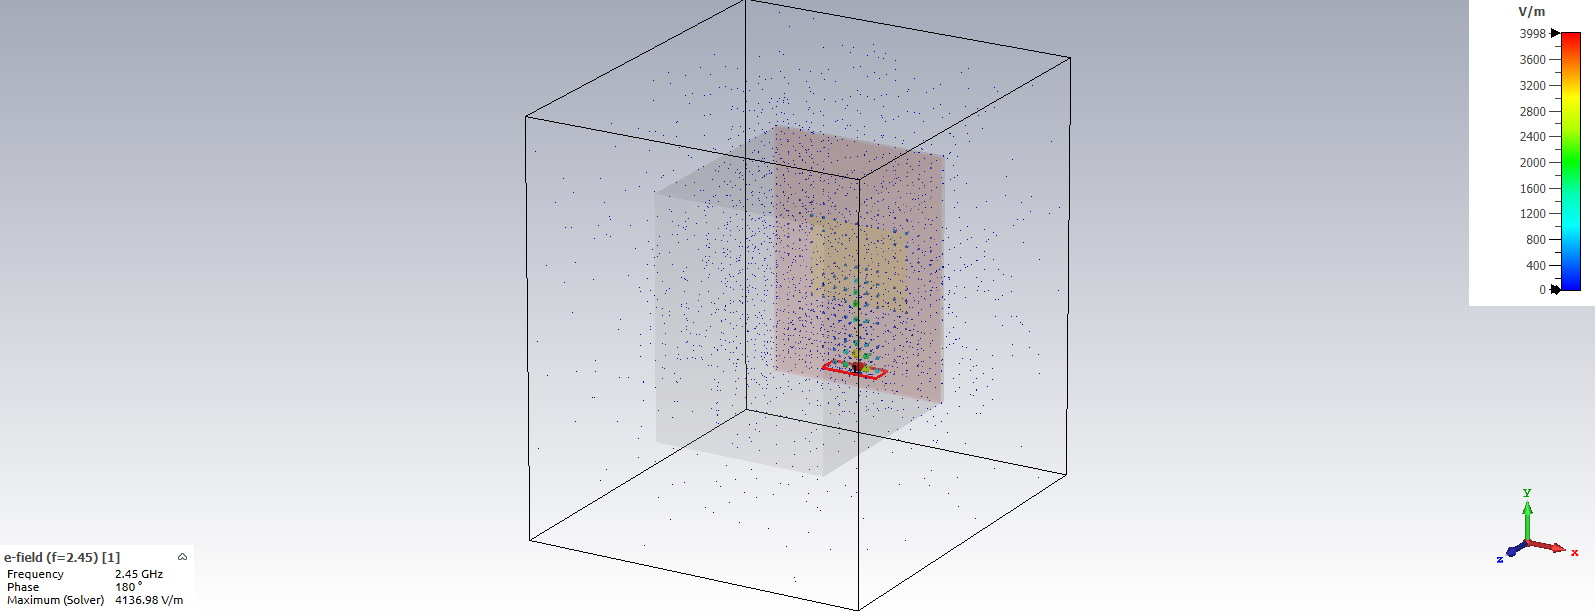 V/m
3998
3600
3200
2800
2400
2000
1600
1200
800
400
0
Y
x
z
e-field (f=2.45) [1]
Frequency 2.45 GHz
Phase 180 °
Maximum (Solver) 4136.98 V/m